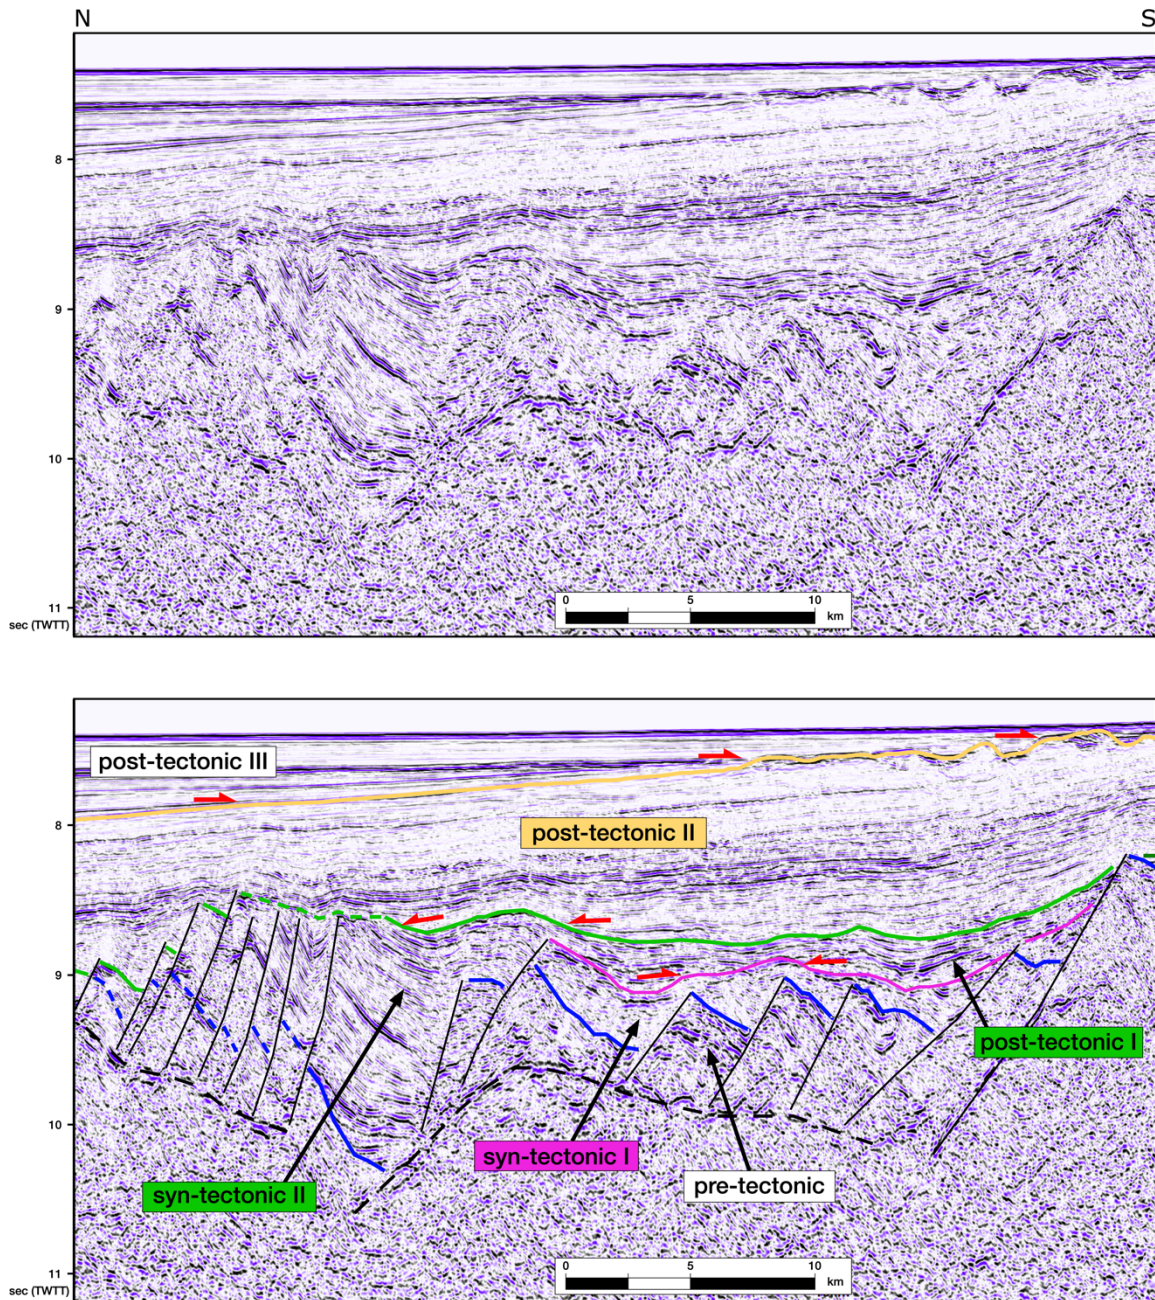 N S
8
9
10
0 5 10
km
11
sec (TWTT)
post-tectonic III
8
post-tectonic II
9
post-tectonic I
10
syn-tectonic I
pre-tectonic
syn-tectonic II
0 5 10
km
11
sec (TWTT)